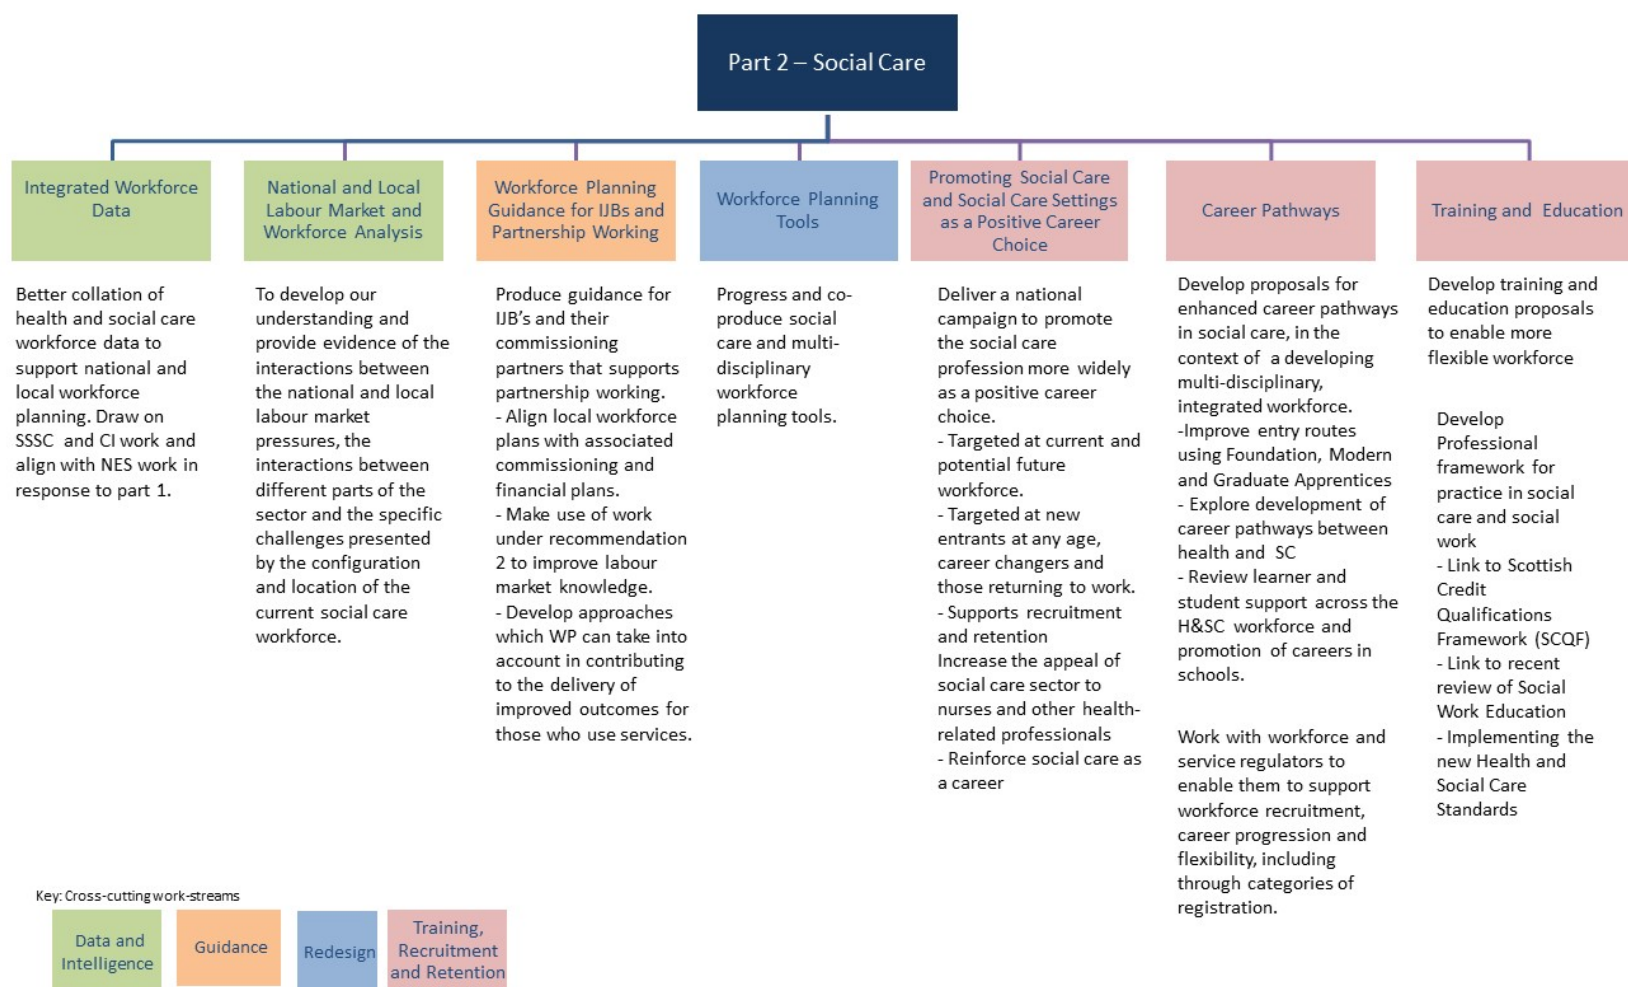 Part 2 – Social Care
Integrated Workforce
Data
Better collation of
health and social care
workforce data to
support national and
local workforce
planning. Draw on
SSSC and CI work and
align with NES work in
response to part 1.
National and Local
Labour Market and
Workforce Analysis
To develop our
understanding and
provide evidence of the
interactions between
the national and local
labour market
pressures, the
interactions between
different parts of the
sector and the specific
challenges presented
by the configuration
and location of the
current social care
workforce.
Workforce Planning
Guidance for IJBs and
Partnership Working
Produce guidance for
IJB’s and their
commissioning
partners that supports
partnership working.
- Align local workforce
plans with associated
commissioning and
financial plans.
- Make use of work
under recommendation
2 to improve labour
market knowledge.
- Develop approaches
which WP can take into
account in contributing
to the delivery of
improved outcomes for
those who use services.
Workforce Planning
Tools
Progress and co-
produce social
care and multi-
disciplinary
workforce
planning tools.
Promoting Social Care
and Social Care Settings
as a Positive Career
Choice
Deliver a national
campaign to promote
the social care
profession more widely
as a positive career
choice.
- Targeted at current and
potential future
workforce.
- Targeted at new
entrants at any age,
career changers and
those returning to work.
- Supports recruitment
and retention
Increase the appeal of
social care sector to
nurses and other health-
related professionals
- Reinforce social care as
a career
Career Pathways
Develop proposals for
enhanced career pathways
in social care, in the
context of a developing
multi-disciplinary,
integrated workforce.
-Improve entry routes
using Foundation, Modern
and Graduate Apprentices
- Explore development of
career pathways between
health and SC
- Review learner and
student support across the
H&SC workforce and
promotion of careers in
schools.
Work with workforce and
service regulators to
enable them to support
workforce recruitment,
career progression and
flexibility, including
through categories of
registration.
Training and Education
Develop training and
education proposals
to enable more
flexible workforce
Develop
Professional
framework for
practice in social
care and social
work
- Link to Scottish
Credit
Qualifications
Framework (SCQF)
- Link to recent
review of Social
Work Education
- Implementing the
new Health and
Social Care
Standards
Key: Cross-cutting work-streams
Data and
Intelligence
Guidance
Redesign
Training,
Recruitment
and Retention